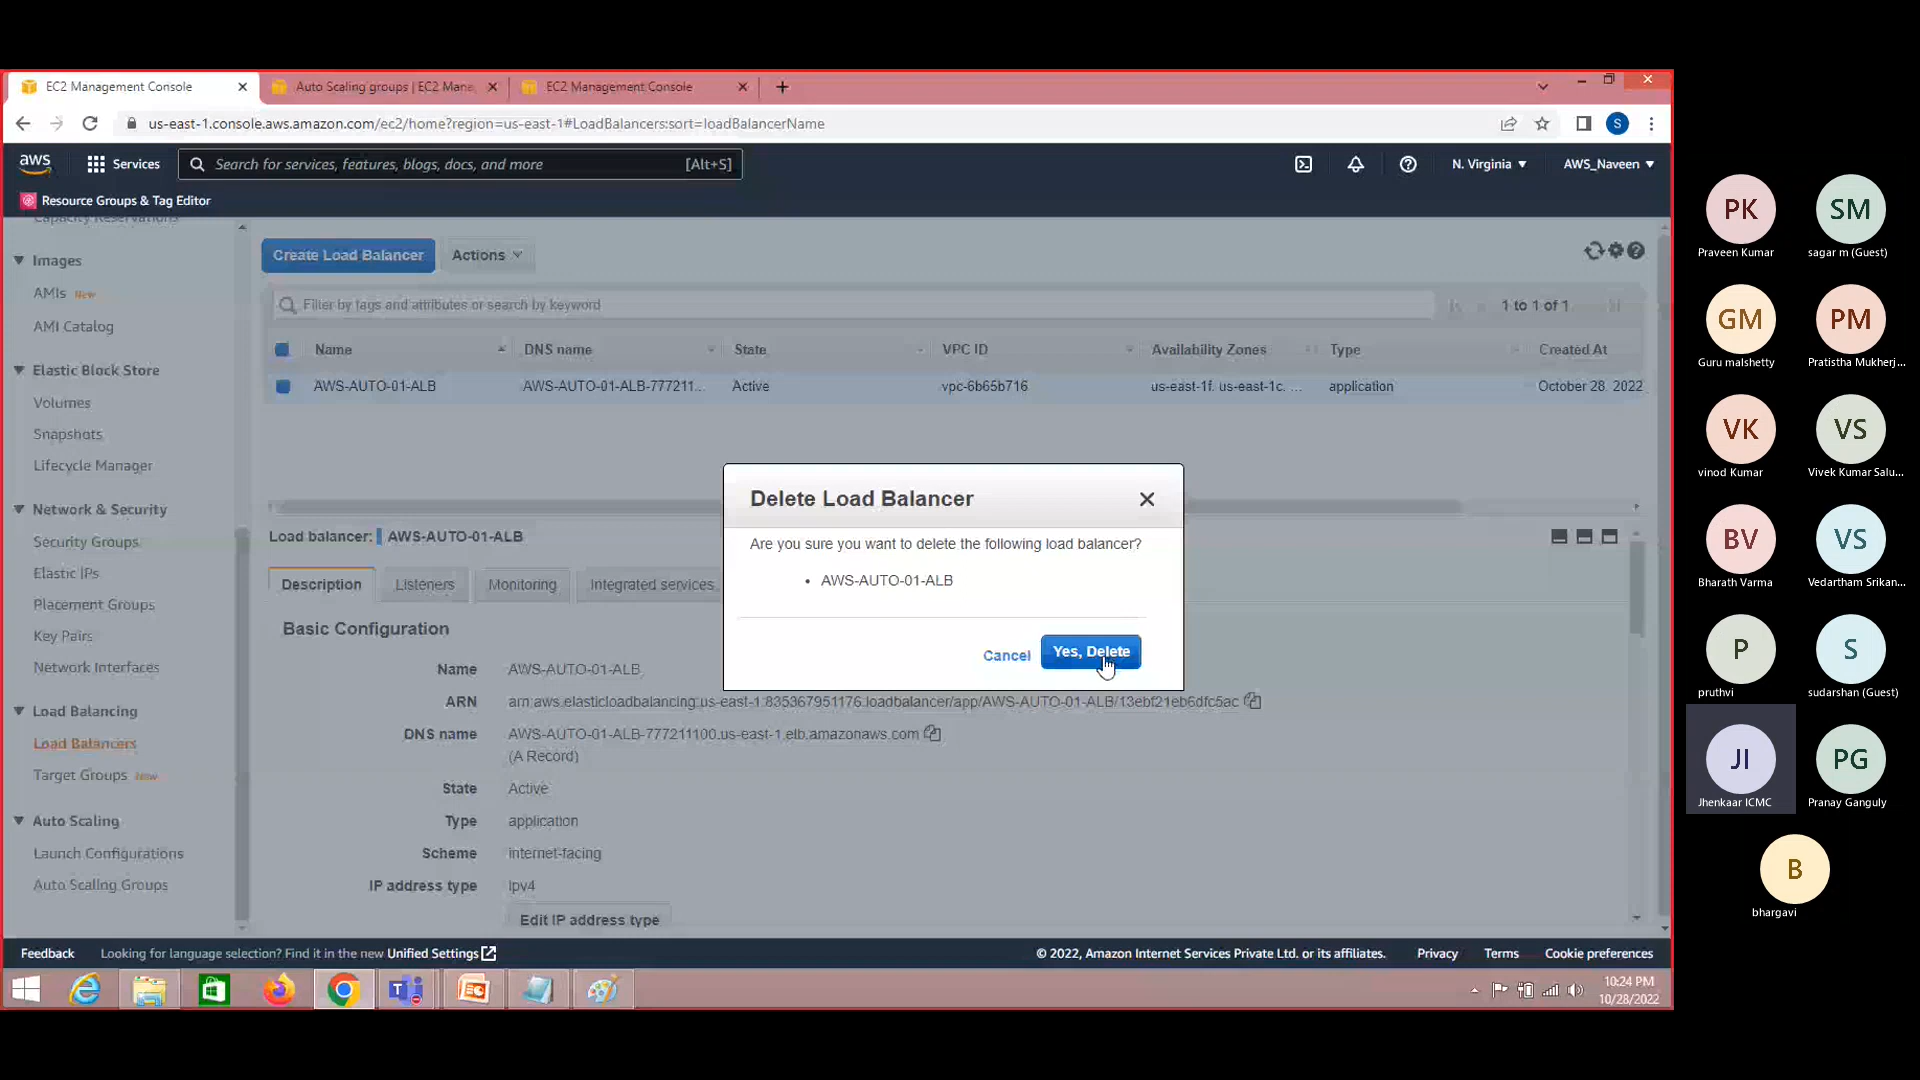 EC2 Management Console
Auto Scaling groups | EC2 Mane
EC2 Management Console
us-east-1.console.aws.amazon.com/ec2/home?region=us-east-1#LoadBalancers:sort=loadBalancerName
S
aws
Services
Search for services, features, blogs, docs, and more
[Alt+S]
N. Virginia
AWS_Naveen
Resource Groups & Tag Editor
Capacity Reservations
Images
AMIs New
AMI Catalog
Elastic Block Store
Volumes
Snapshots
Lifecycle Manager
Network & Security
Security Groups
Elastic IPs
Placement Groups
Key Pairs
Network Interfaces
Load Balancing
Load Balancers
Target Groups New
Auto Scaling
Launch Configurations
Auto Scaling Groups
Create Load Balancer
Actions
Filter by tags and attributes or search by keyword
1 to 1 of 1
Name DNS name State VPC ID Availability Zones Type Created At
AWS-AUTO-01-ALB AWS-AUTO-01-ALB-777211... Active vpc-6b65b716 us-east-1f, us-east-1c, ... application October 28, 2022
Load balancer: AWS-AUTO-01-ALB
Description Listeners Monitoring Integrated services
Basic Configuration
Name AWS-AUTO-01-ALB
ARN arn:aws:elasticloadbalancing:us-east-1:835367951176:loadbalancer/app/AWS-AUTO-01-ALB/13ebf21eb6dfc5ac
DNS name AWS-AUTO-01-ALB-777211100.us-east-1.elb.amazonaws.com
(A Record)
State Active
Type application
Scheme internet-facing
IP address type ipv4
Edit IP address type
Delete Load Balancer
Are you sure you want to delete the following load balancer?
• AWS-AUTO-01-ALB
Cancel
Yes, Delete
Feedback
Looking for language selection? Find it in the new Unified Settings
© 2022, Amazon Internet Services Private Ltd. or its affiliates.
Privacy
Terms
Cookie preferences
10:24 PM
10/28/2022
PK
Praveen Kumar
SM
sagar m (Guest)
GM
Guru malshetty
PM
Pratistha Mukherj...
VK
vinod Kumar
VS
Vivek Kumar Salu...
BV
Bharath Varma
VS
Vedartham Srikan...
P
pruthvi
S
sudarshan (Guest)
JI
Jhenkaar ICMC
PG
Pranay Ganguly
B
bhargavi